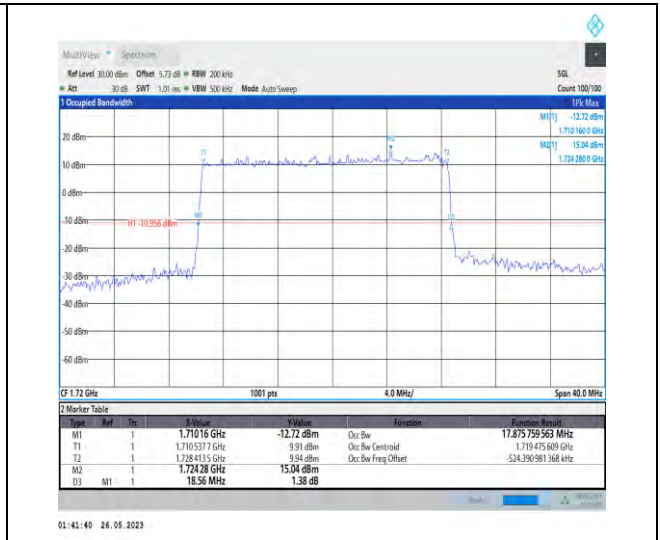 MultiView Spectrum
Ref Level 30.00 dBm Offset 5.73 dB RBW 200 kHz SGL
Att 30 dB SWT 1.01 ms VBW 500 kHz Mode Auto Sweep Count 100/100
1 Occupied Bandwidth 1Pk Max
M1[1] -12.72 dBm
1.710 160 0 GHz
M2[1] 15.04 dBm
1.724 280 0 GHz
20 dBm
M2
T1 T2
10 dBm
0 dBm
M1 D3
-10 dBm
H1 -10.956 dBm
-20 dBm
-30 dBm
-40 dBm
-50 dBm
-60 dBm
CF 1.72 GHz 1001 pts 4.0 MHz/ Span 40.0 MHz
2 Marker Table
Type Ref Trc X-Value Y-Value Function Function Result
M1 1 1.71016 GHz -12.72 dBm Occ Bw 17.875 759 563 MHz
T1 1 1.710 537 7 GHz 9.91 dBm Occ Bw Centroid 1.719 475 609 GHz
T2 1 1.728 413 5 GHz 9.94 dBm Occ Bw Freq Offset -524.390 981 368 kHz
M2 1 1.724 28 GHz 15.04 dBm
D3 M1 1 18.56 MHz 1.38 dB
01:41:40 26.05.2023